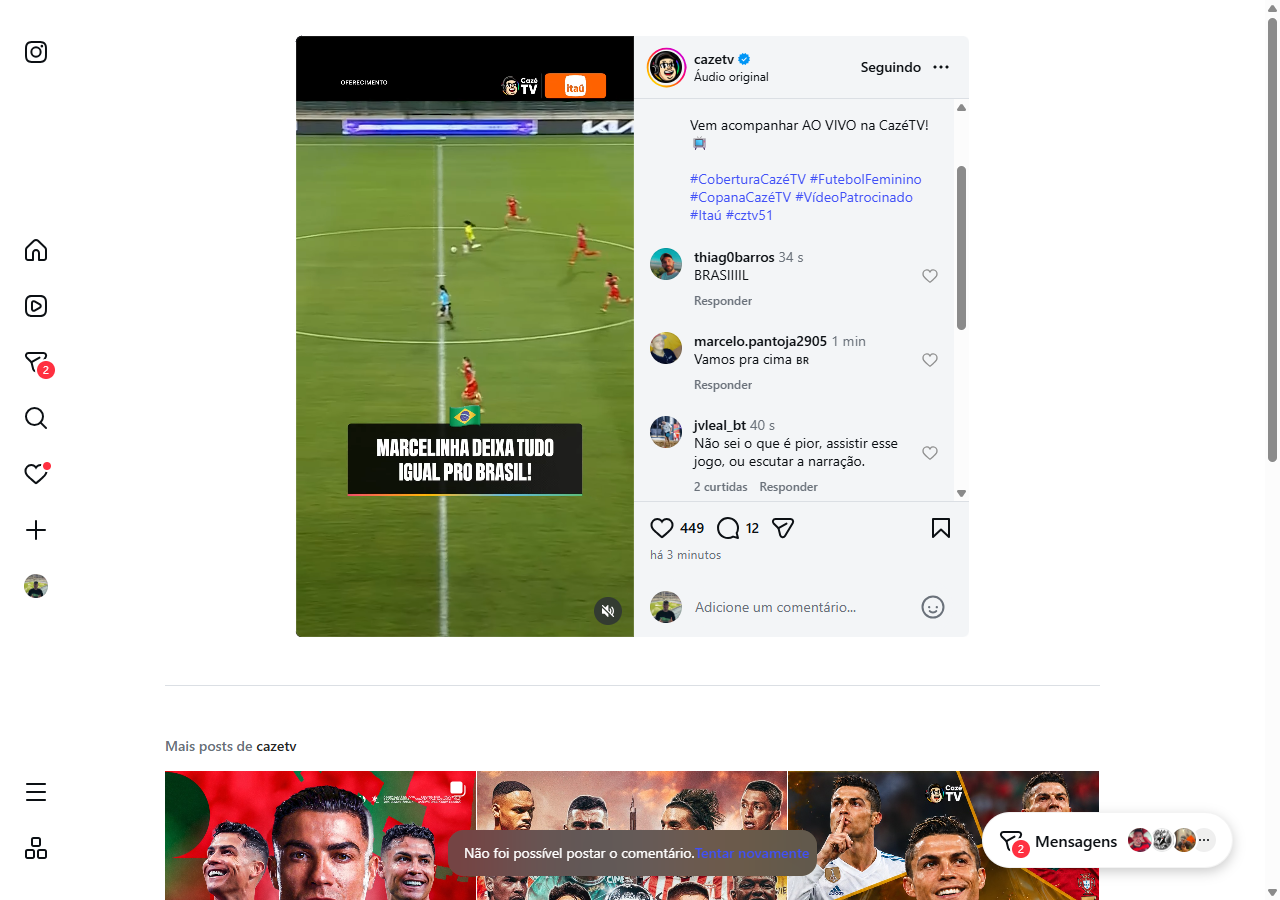 OFERECIMENTO
Cazé
TV
Itaú
MARCELINHA DEIXA TUDO
IGUAL PRO BRASIL!
cazetv
Áudio original
Seguindo
Vem acompanhar AO VIVO na CazéTV!
#CoberturaCazéTV #FutebolFeminino
#CopanaCazéTV #VídeoPatrocinado
#Itaú #cztv51
thiag0barros 34 s
BRASIIIIL
Responder
marcelo.pantoja2905 1 min
Vamos pra cima 🇧🇷
Responder
jvleal_bt 40 s
Não sei o que é pior, assistir esse
jogo, ou escutar a narração.
2 curtidas Responder
449 12
há 3 minutos
Adicione um comentário...
2
Mais posts de cazetv
Cazé
TV
Não foi possível postar o comentário. Tentar novamente
2
Mensagens